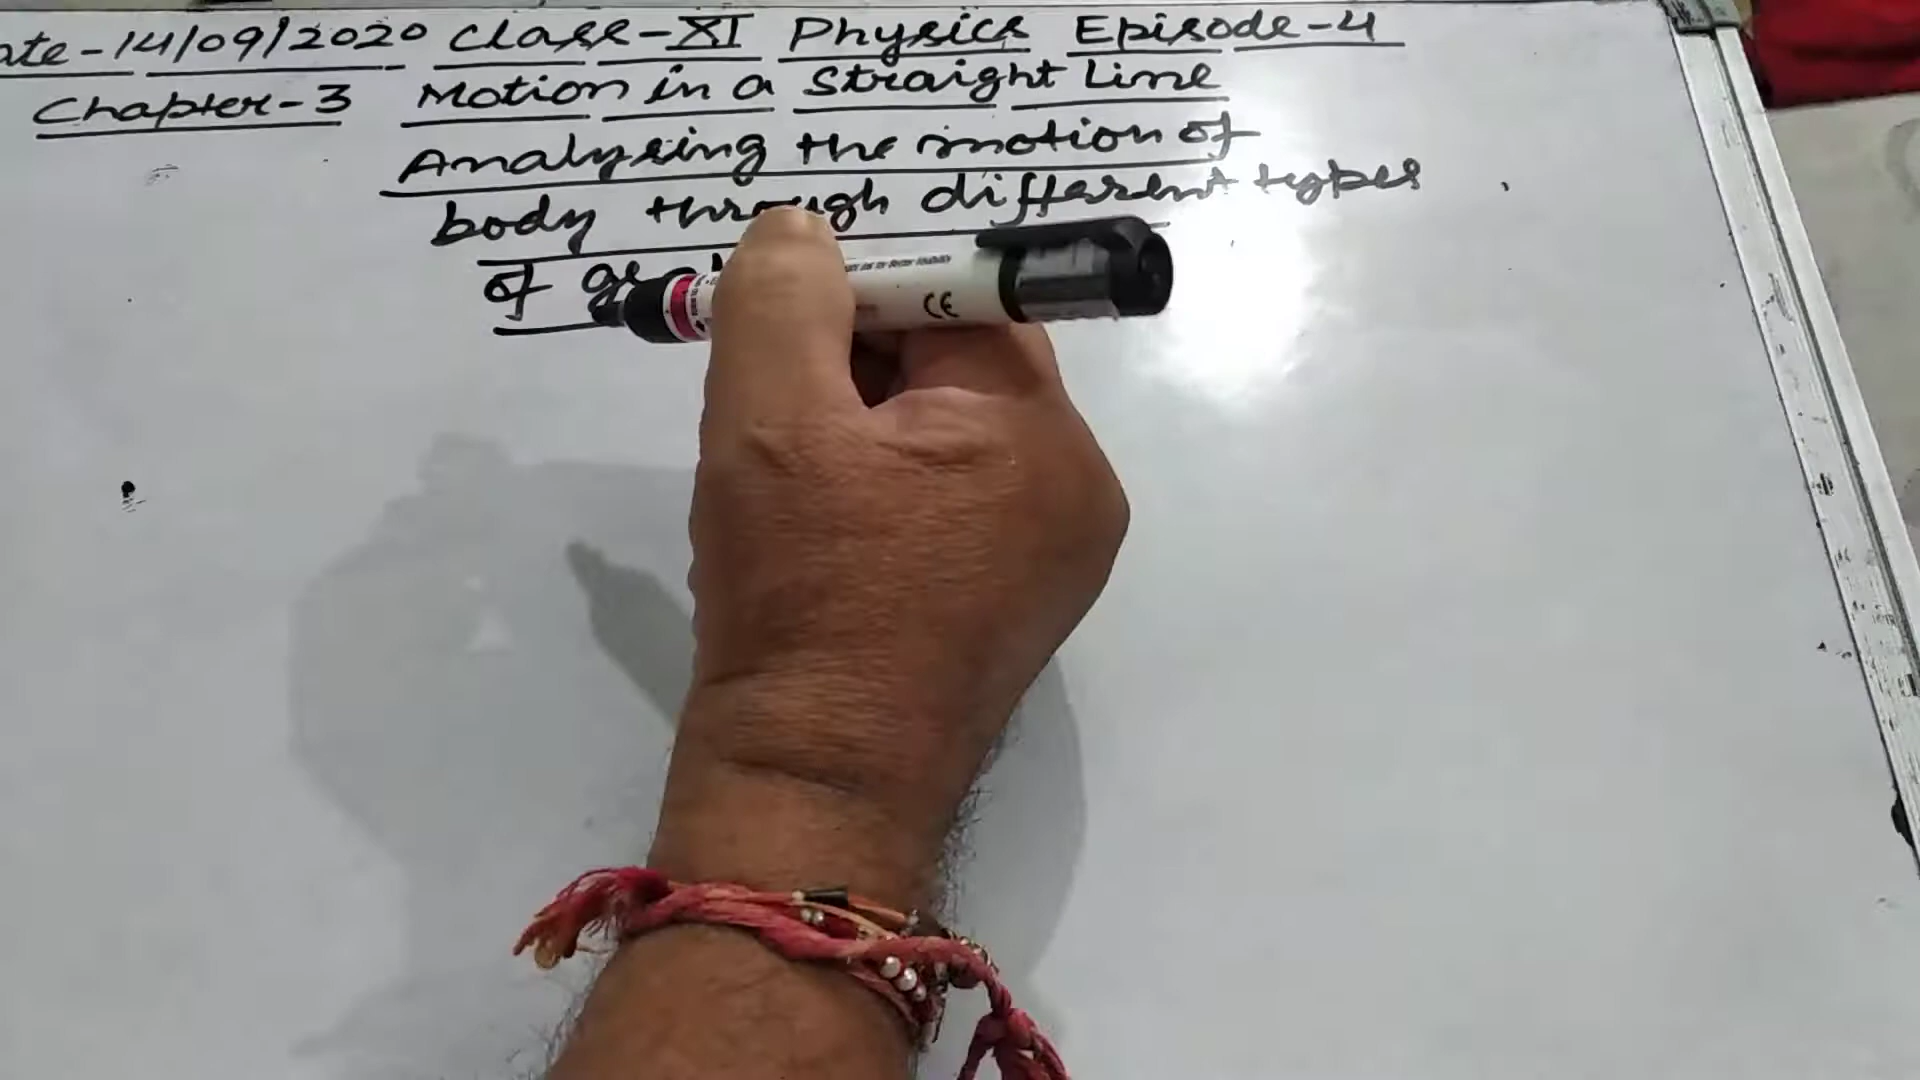 ate-14/09/2020 Class-XI Physics Episode-4
Chapter-3 Motion in a Straight Line
Analysing the motion of
body through different types
of
CE